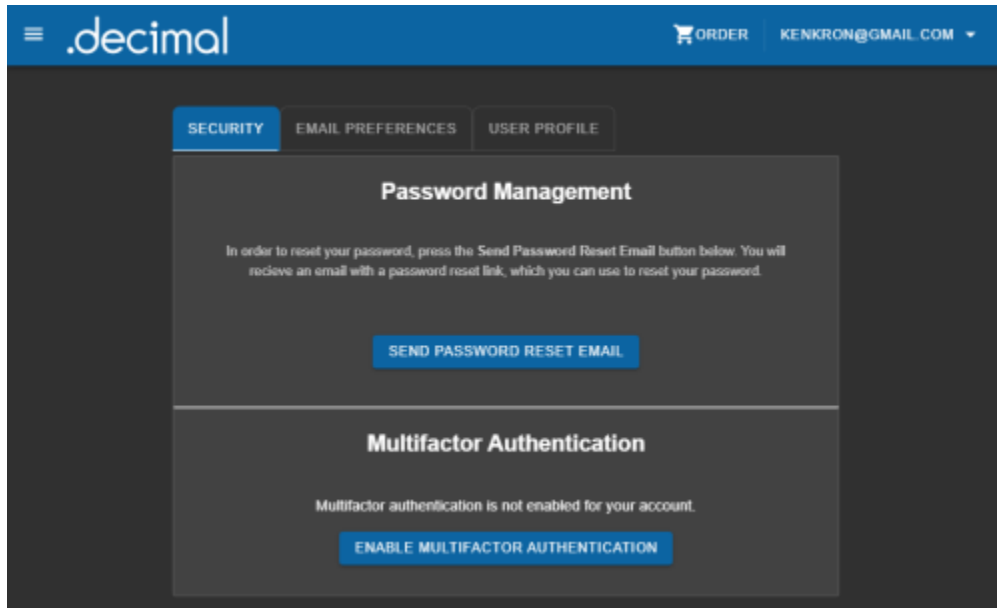 .decimal
ORDER
KENKRON@GMAIL.COM
SECURITY
EMAIL PREFERENCES
USER PROFILE
Password Management
In order to reset your password, press the Send Password Reset Email button below. You will
recieve an email with a password reset link, which you can use to reset your password.
SEND PASSWORD RESET EMAIL
Multifactor Authentication
Multifactor authentication is not enabled for your account.
ENABLE MULTIFACTOR AUTHENTICATION